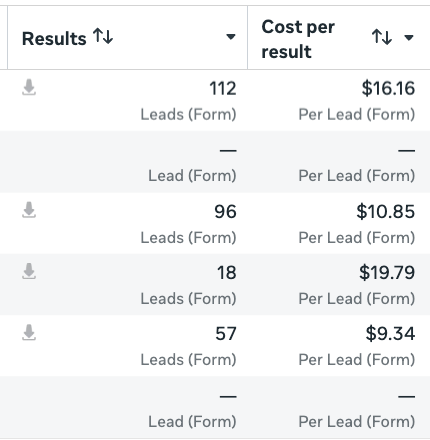 Results ↑↓
Cost per result ↑↓
112 $16.16
Leads (Form) Per Lead (Form)
— —
Lead (Form) Per Lead (Form)
96 $10.85
Leads (Form) Per Lead (Form)
18 $19.79
Leads (Form) Per Lead (Form)
57 $9.34
Leads (Form) Per Lead (Form)
— —
Lead (Form) Per Lead (Form)